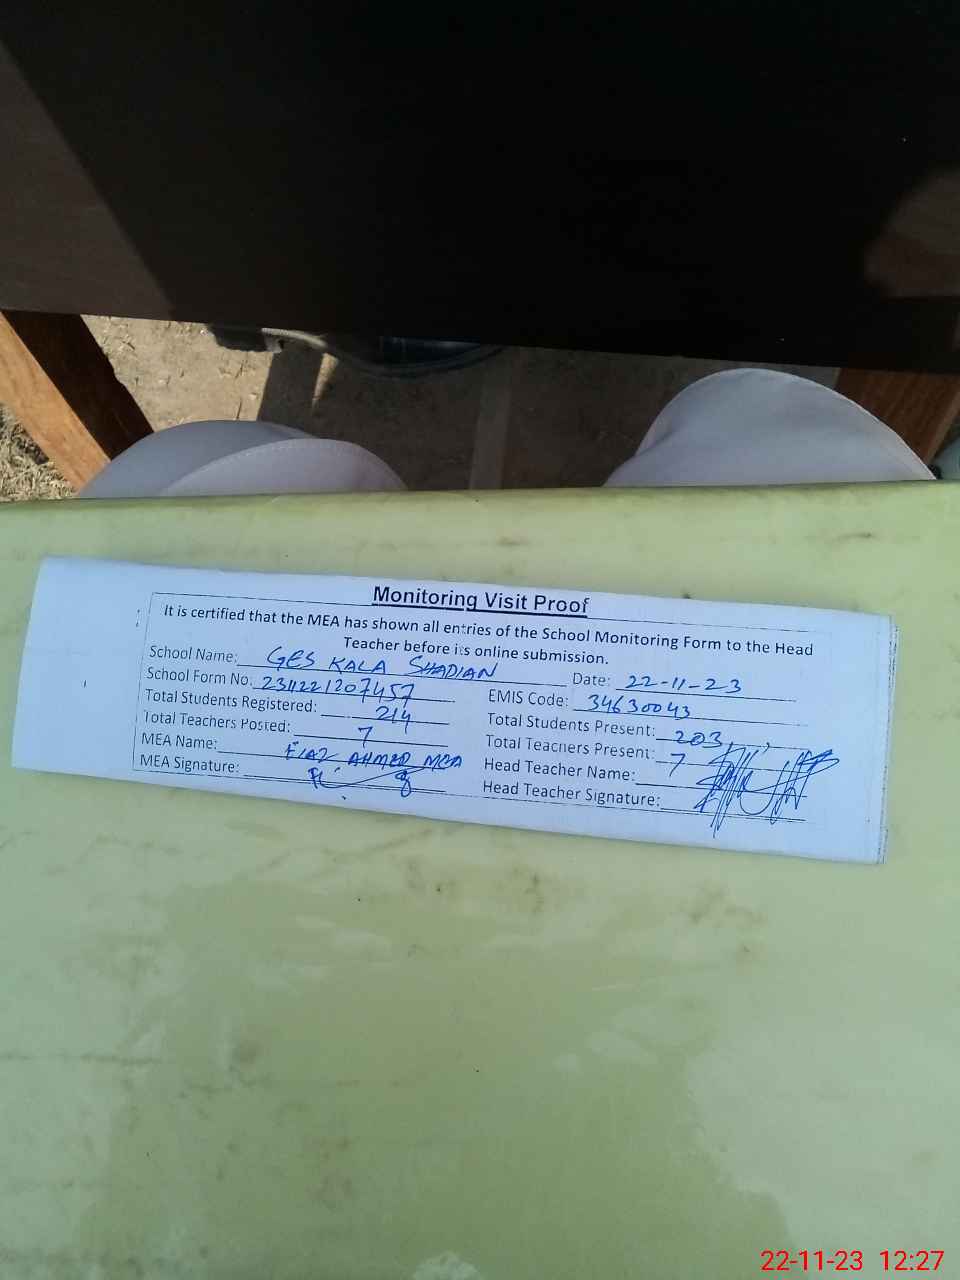 Monitoring Visit Proof
It is certified that the MEA has shown all entries of the School Monitoring Form to the Head
Teacher before its online submission.
School Name: GES KALA SHADIAN Date: 22-11-23
School Form No: 2311221207457 EMIS Code: 34630043
Total Students Registered: 214 Total Students Present: 203
Total Teachers Posted: 7 Total Teachers Present: 7
MEA Name: FIAZ AHMED MEA Head Teacher Name:
MEA Signature: Head Teacher Signature:
22-11-23 12:27